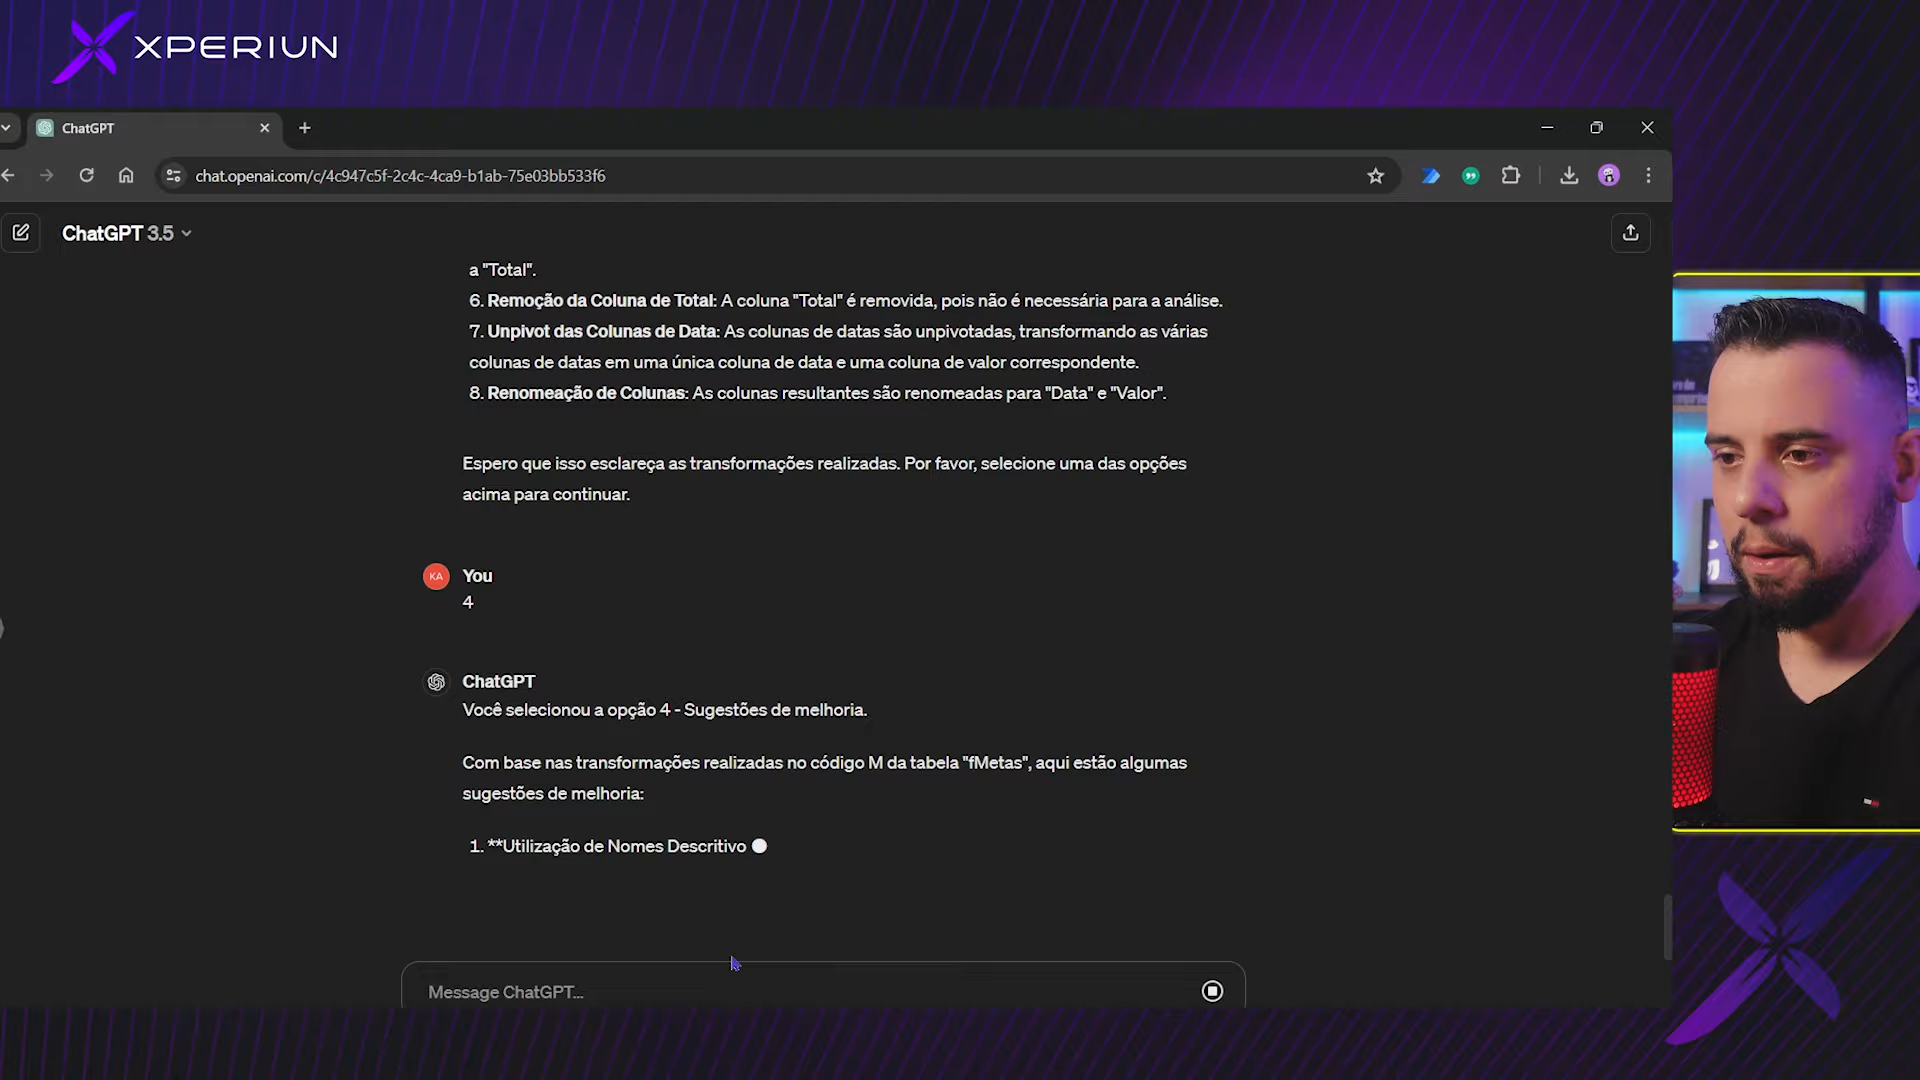 XPERIUN
ChatGPT
chat.openai.com/c/4c947c5f-2c4c-4ca9-b1ab-75e03bb533f6
ChatGPT 3.5
a "Total".
6. Remoção da Coluna de Total: A coluna "Total" é removida, pois não é necessária para a análise.
7. Unpivot das Colunas de Data: As colunas de datas são unpivotadas, transformando as várias
colunas de datas em uma única coluna de data e uma coluna de valor correspondente.
8. Renomeação de Colunas: As colunas resultantes são renomeadas para "Data" e "Valor".
Espero que isso esclareça as transformações realizadas. Por favor, selecione uma das opções
acima para continuar.
KA You
4
ChatGPT
Você selecionou a opção 4 - Sugestões de melhoria.
Com base nas transformações realizadas no código M da tabela "fMetas", aqui estão algumas
sugestões de melhoria:
1. **Utilização de Nomes Descritivo
Message ChatGPT...